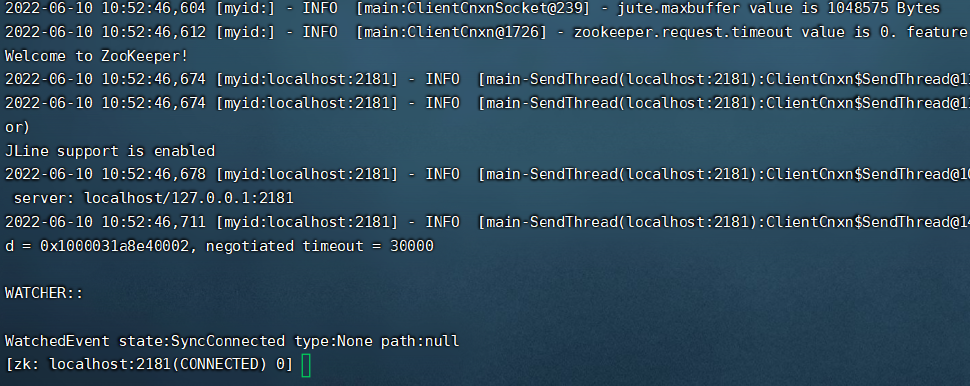 2022-06-10 10:52:46,604 [myid:] - INFO  [main:ClientCnxnSocket@239] - jute.maxbuffer value is 1048575 Bytes
2022-06-10 10:52:46,612 [myid:] - INFO  [main:ClientCnxn@1726] - zookeeper.request.timeout value is 0. feature
Welcome to ZooKeeper!
2022-06-10 10:52:46,674 [myid:localhost:2181] - INFO  [main-SendThread(localhost:2181):ClientCnxn$SendThread@11
2022-06-10 10:52:46,674 [myid:localhost:2181] - INFO  [main-SendThread(localhost:2181):ClientCnxn$SendThread@11
or)
JLine support is enabled
2022-06-10 10:52:46,678 [myid:localhost:2181] - INFO  [main-SendThread(localhost:2181):ClientCnxn$SendThread@10
 server: localhost/127.0.0.1:2181
2022-06-10 10:52:46,711 [myid:localhost:2181] - INFO  [main-SendThread(localhost:2181):ClientCnxn$SendThread@14
d = 0x1000031a8e40002, negotiated timeout = 30000
WATCHER::
WatchedEvent state:SyncConnected type:None path:null
[zk: localhost:2181(CONNECTED) 0]